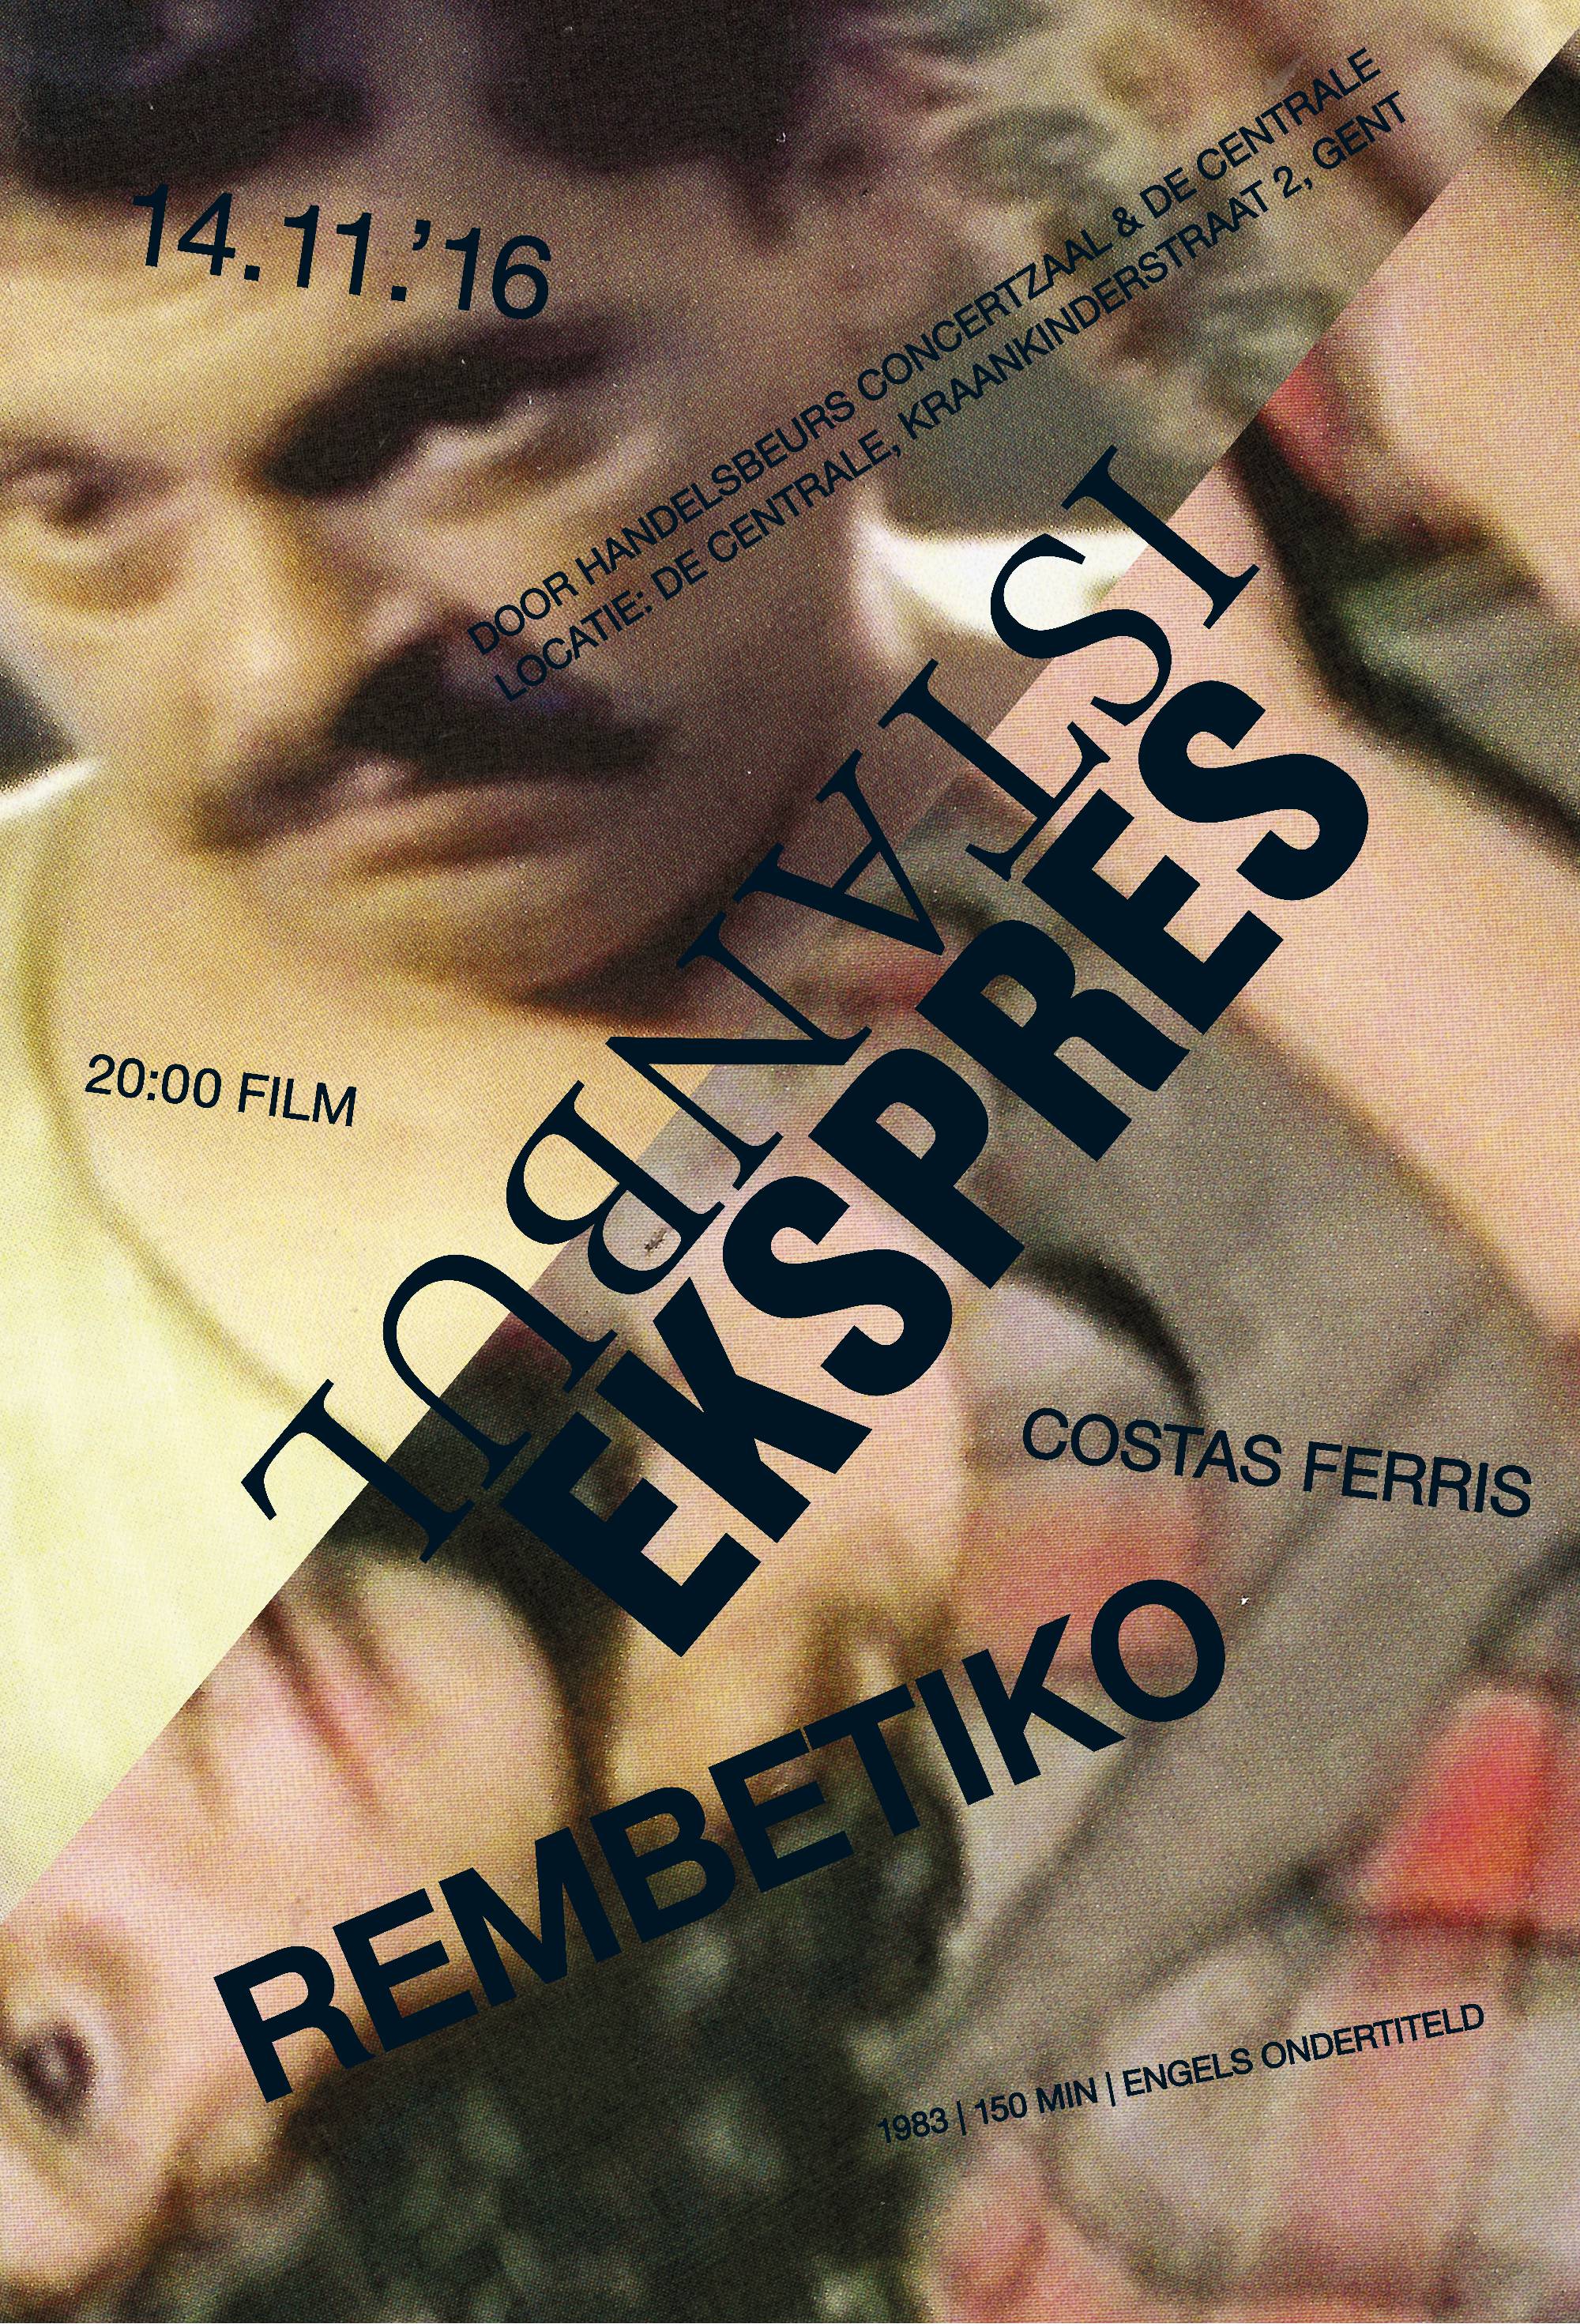 14.11.'16
DOOR HANDELSBEURS CONCERTZAAL & DE CENTRALE
LOCATIE: DE CENTRALE, KRAANKINDERSTRAAT 2, GENT
ISTANBUL
EKSPRES
20:00 FILM
COSTAS FERRIS
REMBETIKO
1983 | 150 MIN | ENGELS ONDERTITELD